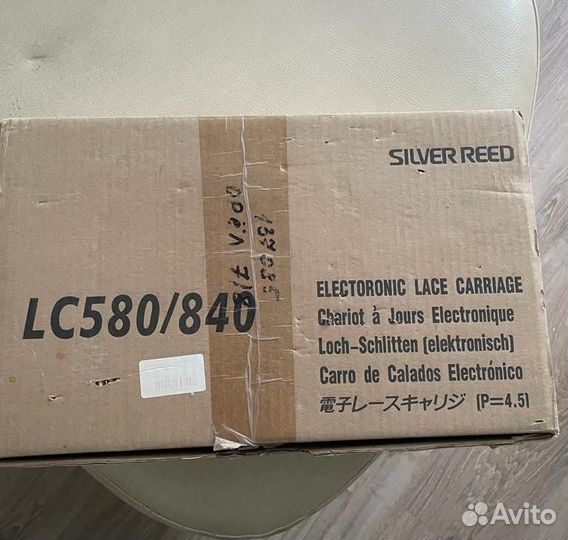 SILVER REED
LC580/840
ELECTORONIC LACE CARRIAGE
Chariot à Jours Electronique
Loch-Schlitten (elektronisch)
Carro de Calados Electrónico
電子レースキャリジ [P=4.5]
Avito